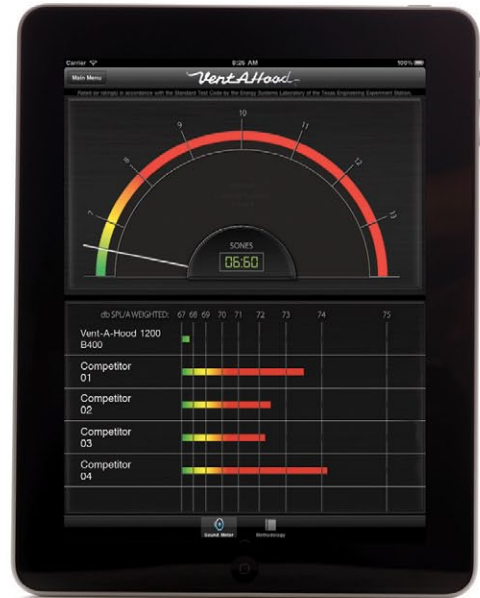 Carrier 8:26 AM 100%
Main Menu
Vent-A-Hood
Rated (or ratings) in accordance with the Standard Test Code by the Energy Systems Laboratory of the Texas Engineering Experiment Station.
7 8 9 10 11 12 13
SONES
06:60
db SPL/A WEIGHTED: 67 68 69 70 71 72 73 74 75
Vent-A-Hood 1200
B400
Competitor
01
Competitor
02
Competitor
03
Competitor
04
Sound Meter Methodology